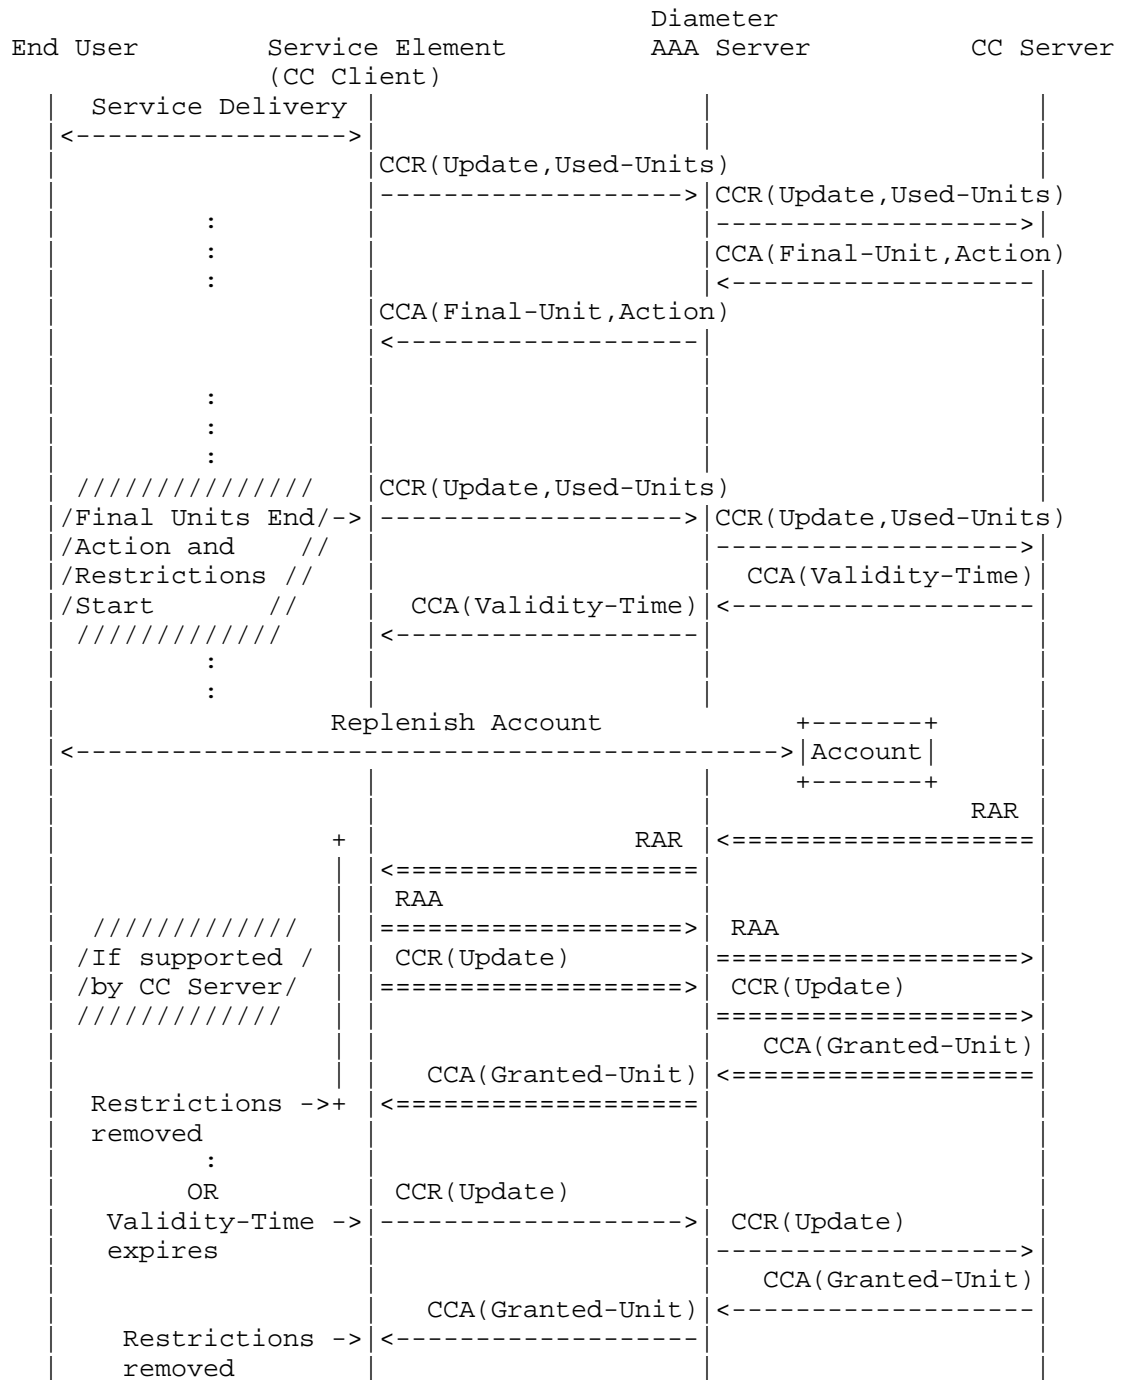 Diameter
End User Service Element AAA Server CC Server
(CC Client)
Service Delivery
CCR(Update,Used-Units)
CCR(Update,Used-Units)
CCA(Final-Unit,Action)
CCA(Final-Unit,Action)
///////////////  CCR(Update,Used-Units)
/Final Units End/-> CCR(Update,Used-Units)
/Action and //
/Restrictions // CCA(Validity-Time)
/Start // CCA(Validity-Time)
/////////////
Replenish Account
Account
RAR
RAR
RAA
///////////// RAA
/If supported / CCR(Update)
/by CC Server/ CCR(Update)
/////////////
CCA(Granted-Unit)
CCA(Granted-Unit)
Restrictions ->+
removed
OR CCR(Update)
Validity-Time -> CCR(Update)
expires
CCA(Granted-Unit)
CCA(Granted-Unit)
Restrictions ->
removed